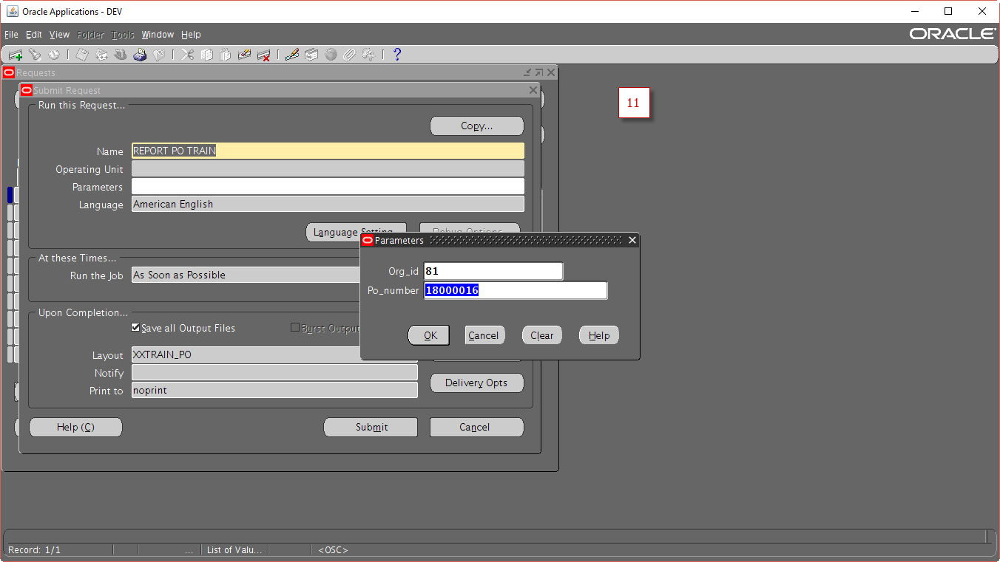 Oracle Applications - DEV
File Edit View Folder Tools Window Help
ORACLE
Requests
Submit Request
11
Run this Request...
Copy...
Name REPORT PO TRAIN
Operating Unit
Parameters
Language American English
Language Setting
Debug Options
Parameters
At these Times...
Run the Job As Soon as Possible
Org_id 81
Po_number 18000016
Upon Completion...
Save all Output Files Burst Output
OK Cancel Clear Help
Layout XXTRAIN_PO
Notify
Print to noprint
Delivery Opts
Help (C) Submit Cancel
Record: 1/1 ... List of Valu... <OSC>